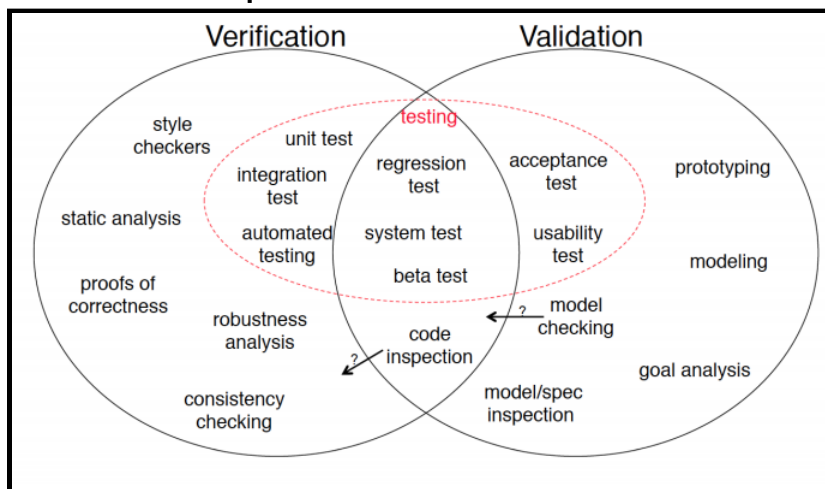 Verification
Validation
testing
style
checkers
unit test
regression
test
acceptance
test
prototyping
integration
test
static analysis
automated
testing
system test
usability
test
beta test
modeling
proofs of
correctness
robustness
analysis
?
model
checking
code
inspection
?
goal analysis
consistency
checking
model/spec
inspection